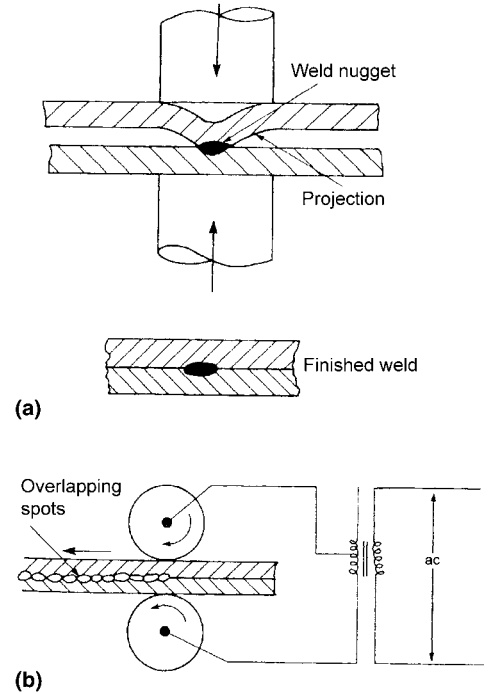 Weld nugget
Projection
Finished weld
(a)
Overlapping
spots
ac
(b)